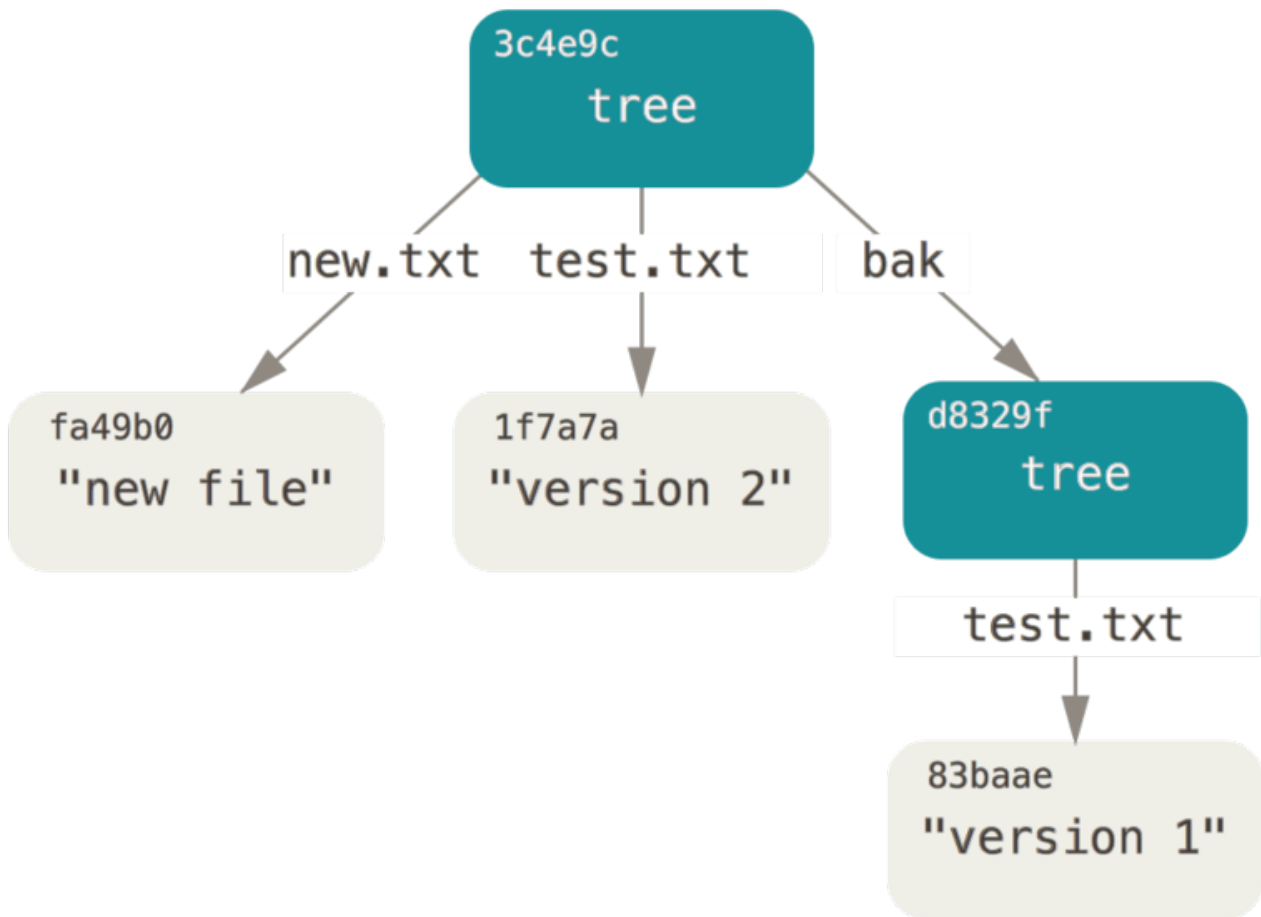 3c4e9c
tree
new.txt
test.txt
bak
fa49b0
"new file"
1f7a7a
"version 2"
d8329f
tree
test.txt
83baae
"version 1"